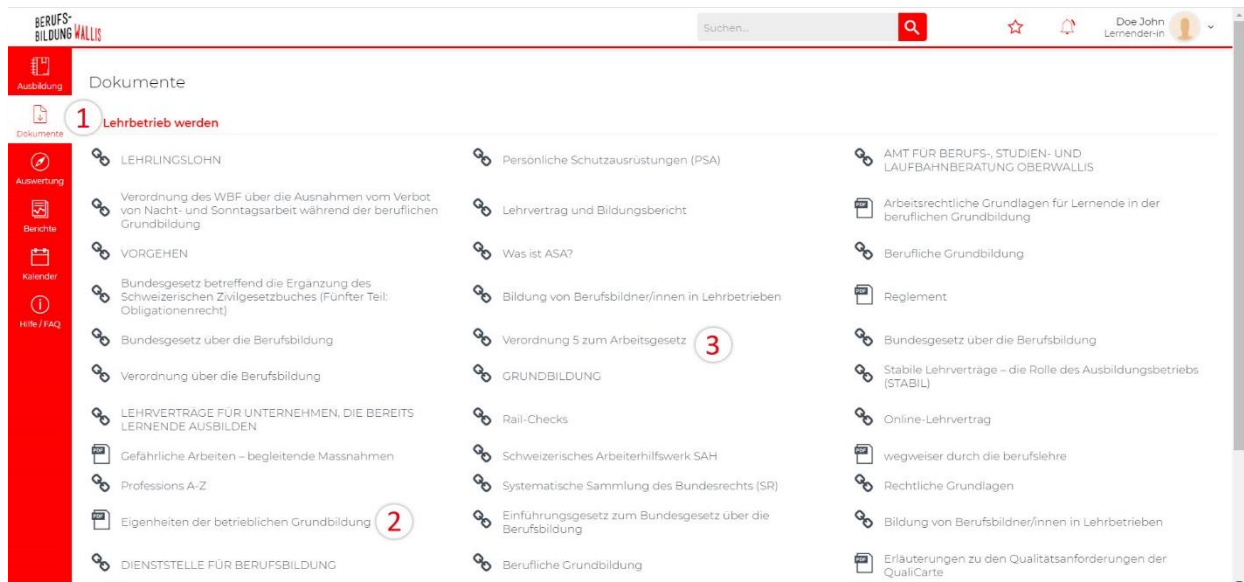 BERUFS-
BILDUNG WALLIS
Suchen...
Doe John
Lernender-in
Ausbildung
Dokumente
Auswertung
Berichte
Kalender
Hilfe / FAQ
Dokumente
1
Lehrbetrieb werden
LEHRLINGSLOHN
Persönliche Schutzausrüstungen (PSA)
AMT FÜR BERUFS-, STUDIEN- UND
LAUFBAHNBERATUNG OBERWALLIS
Verordnung des WBF über die Ausnahmen vom Verbot
von Nacht- und Sonntagsarbeit während der beruflichen
Grundbildung
Lehrvertrag und Bildungsbericht
PDF
Arbeitsrechtliche Grundlagen für Lernende in der
beruflichen Grundbildung
VORGEHEN
Was ist ASA?
Berufliche Grundbildung
Bundesgesetz betreffend die Ergänzung des
Schweizerischen Zivilgesetzbuches (Fünfter Teil:
Obligationenrecht)
Bildung von Berufsbildner/innen in Lehrbetrieben
PDF
Reglement
Bundesgesetz über die Berufsbildung
Verordnung 5 zum Arbeitsgesetz
3
Bundesgesetz über die Berufsbildung
Verordnung über die Berufsbildung
GRUNDBILDUNG
Stabile Lehrverträge – die Rolle des Ausbildungsbetriebs
(STABIL)
LEHRVERTRÄGE FÜR UNTERNEHMEN, DIE BEREITS
LERNENDE AUSBILDEN
Rail-Checks
Online-Lehrvertrag
PDF
Gefährliche Arbeiten – begleitende Massnahmen
Schweizerisches Arbeiterhilfswerk SAH
PDF
wegweiser durch die berufslehre
Professions A-Z
Systematische Sammlung des Bundesrechts (SR)
Rechtliche Grundlagen
PDF
Eigenheiten der betrieblichen Grundbildung
2
Einführungsgesetz zum Bundesgesetz über die
Berufsbildung
Bildung von Berufsbildner/innen in Lehrbetrieben
DIENSTSTELLE FÜR BERUFSBILDUNG
Berufliche Grundbildung
PDF
Erläuterungen zu den Qualitätsanforderungen der
QualiCarte